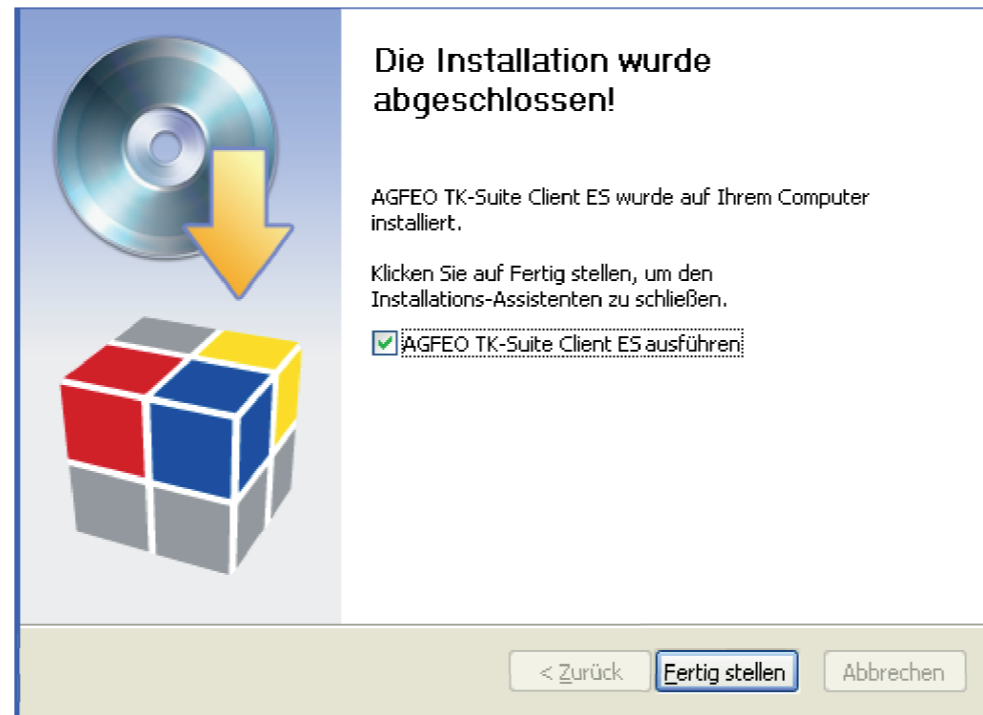 Die Installation wurde
abgeschlossen!
AGFEO TK-Suite Client ES wurde auf Ihrem Computer
installiert.
Klicken Sie auf Fertig stellen, um den
Installations-Assistenten zu schließen.
AGFEO TK-Suite Client ES ausführen
< Zurück
Fertig stellen
Abbrechen